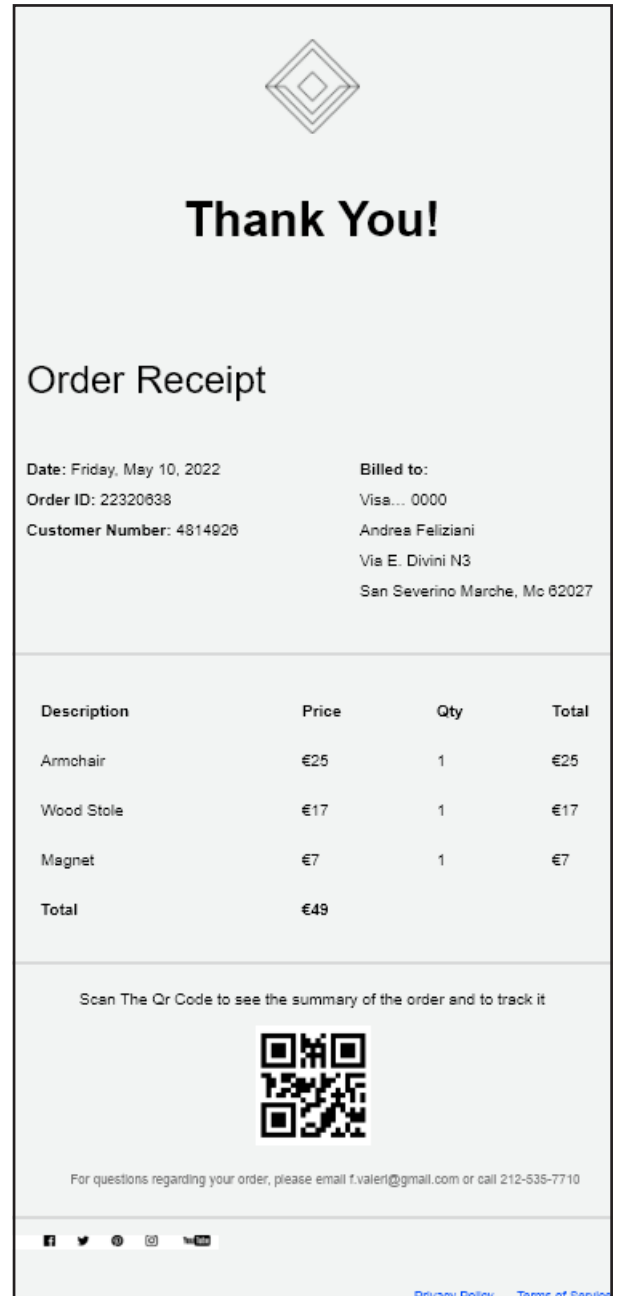 Thank You!
Order Receipt
Date: Friday, May 10, 2022
Order ID: 22320638
Customer Number: 4814926
Billed to:
Visa... 0000
Andrea Feliziani
Via E. Divini N3
San Severino Marche, Mc 62027
Description Price Qty Total
Armchair €25 1 €25
Wood Stole €17 1 €17
Magnet €7 1 €7
Total €49
Scan The Qr Code to see the summary of the order and to track it
For questions regarding your order, please email f.valeri@gmail.com or call 212-535-7710
YouTube
Privacy Policy Terms of Service